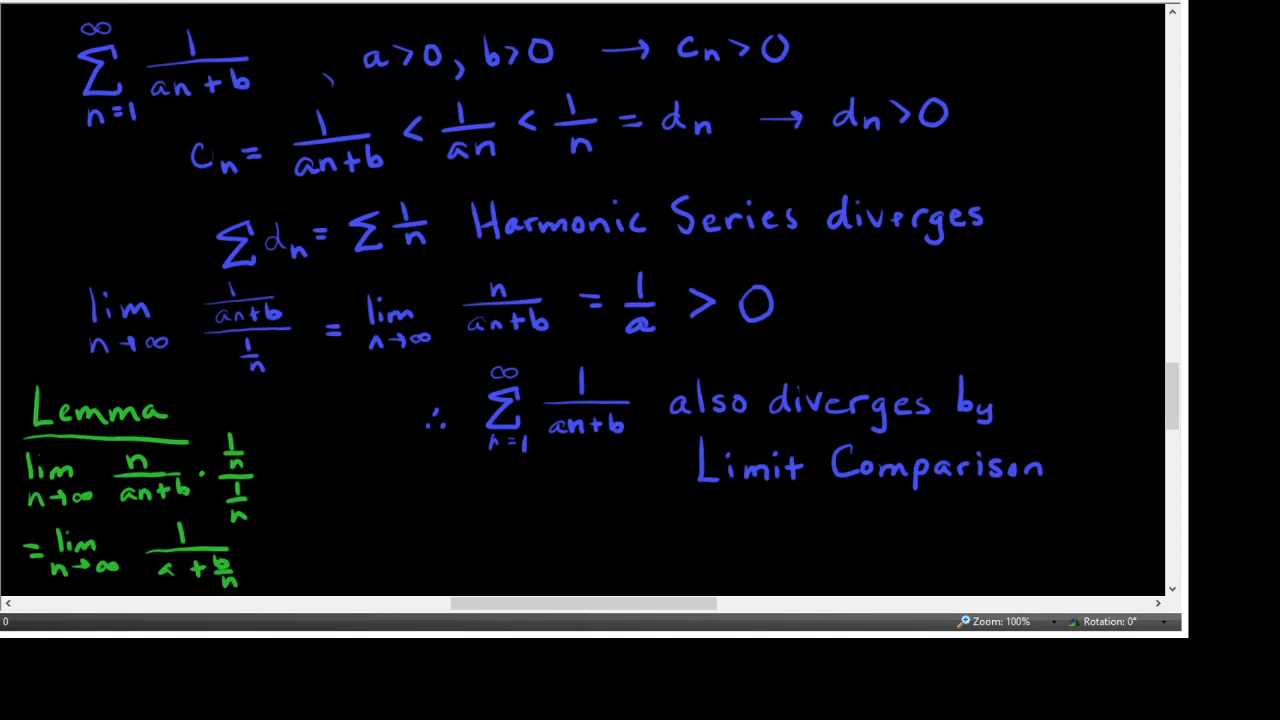 ∞
∑ 1/(an+b) , a>0, b>0 → cₙ>0
n=1
cₙ = 1/(an+b) < 1/(an) < 1/n = dₙ → dₙ>0
∑ dₙ = ∑ 1/n Harmonic Series diverges
lim n→∞ (1/(an+b))/(1/n) = lim n→∞ n/(an+b) = 1/a > 0
∞
∴ ∑ 1/(an+b) also diverges by
n=1
Limit Comparison
Lemma
lim n→∞ n/(an+b) · (1/n)/(1/n)
= lim n→∞ 1/(a + b/n)
0 Zoom: 100% Rotation: 0°